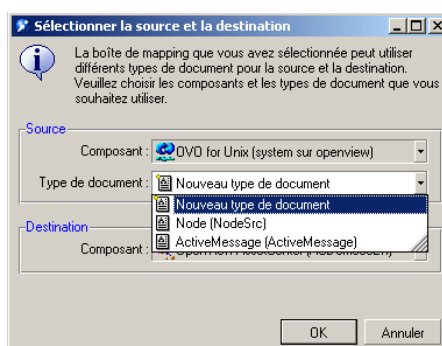 Sélectionner la source et la destination
La boîte de mapping que vous avez sélectionnée peut utiliser
différents types de document pour la source et la destination.
Veuillez choisir les composants et les types de document que vous
souhaitez utiliser.
Source
Composant : OVO for Unix (system sur openview)
Type de document : Nouveau type de document
Nouveau type de document
Node (NodeSrc)
ActiveMessage (ActiveMessage)
Destination
Composant :
OK Annuler